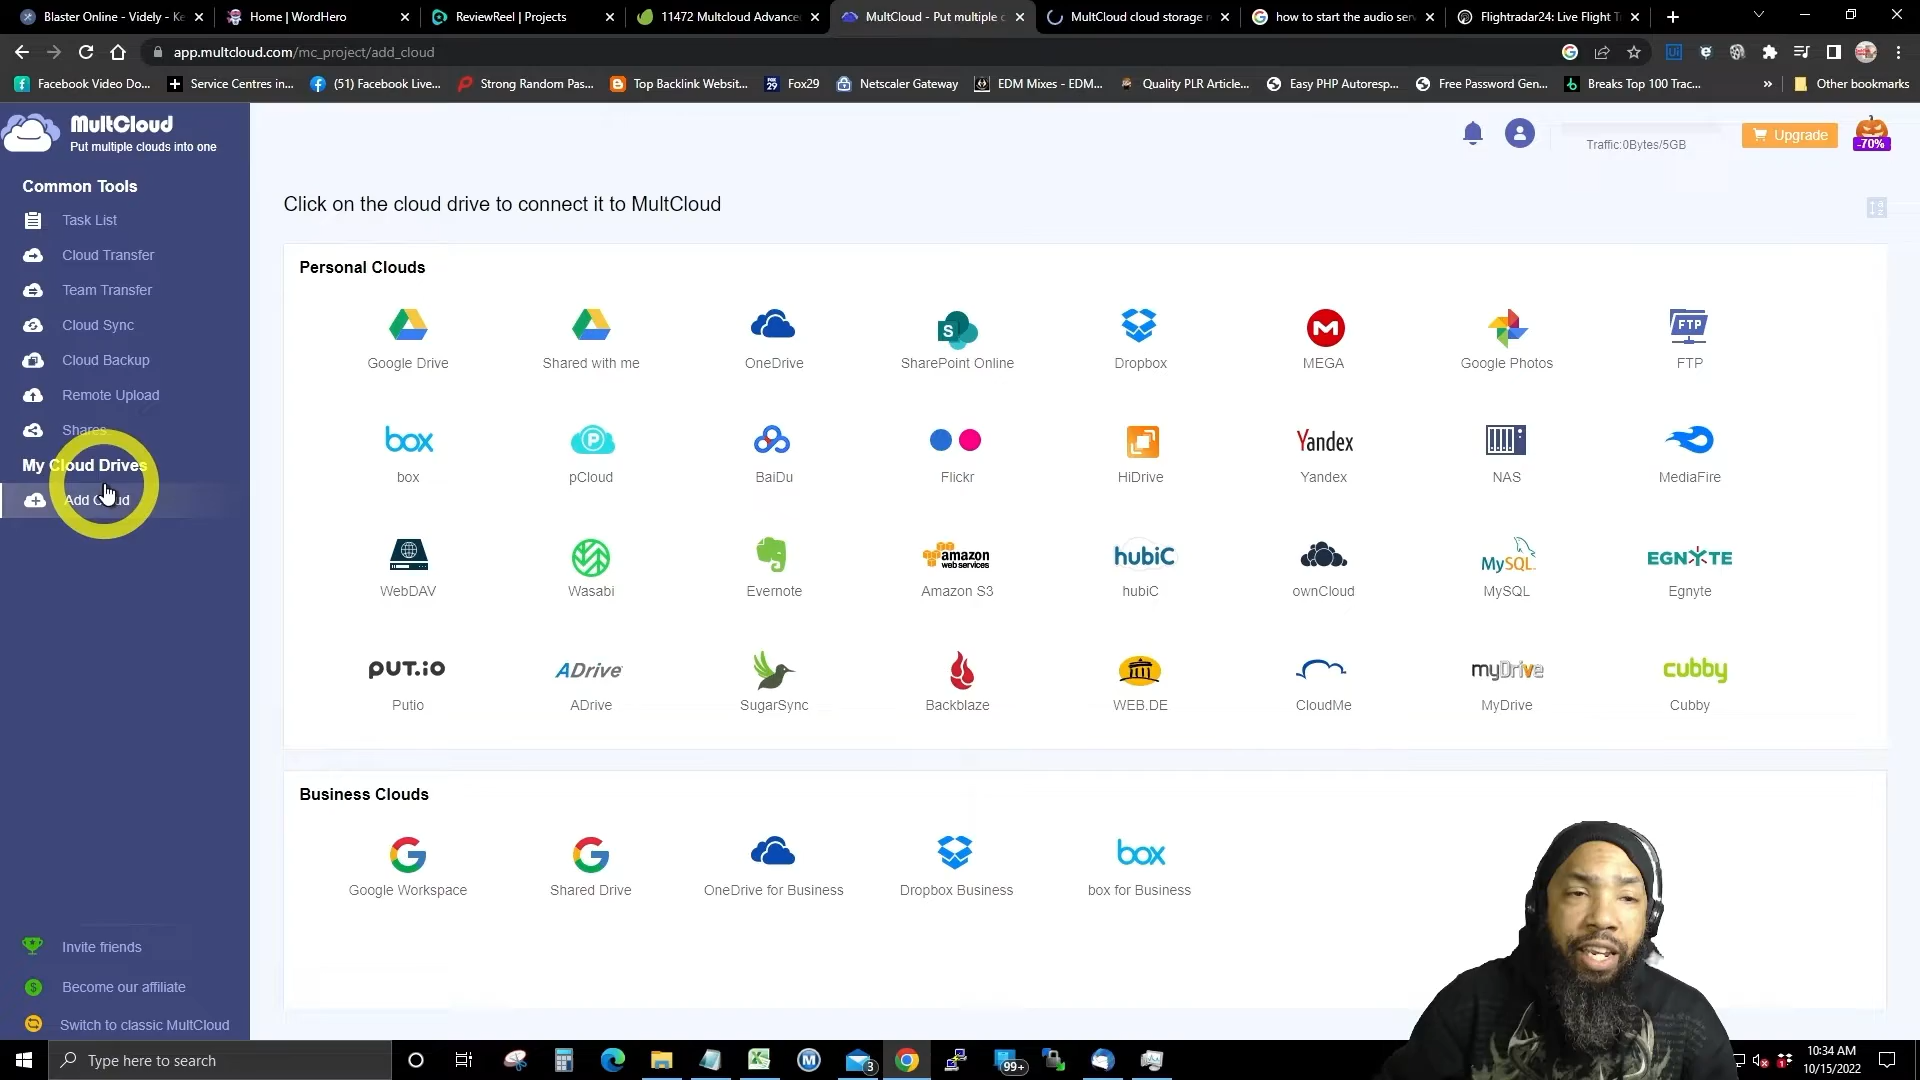 Blaster Online - Videly - Ke
Home | WordHero
ReviewReel | Projects
11472 Multcloud Advance
MultCloud - Put multiple c
MultCloud cloud storage
how to start the audio ser
Flightradar24: Live Flight T
app.multcloud.com/mc_project/add_cloud
Facebook Video Do...
Service Centres in...
(51) Facebook Live...
Strong Random Pas...
Top Backlink Websit...
Fox29
Netscaler Gateway
EDM Mixes - EDM...
Quality PLR Article...
Easy PHP Autoresp...
Free Password Gen...
Breaks Top 100 Trac...
»
Other bookmarks
MultCloud
Put multiple clouds into one
Traffic:0Bytes/5GB
Upgrade
-70%
Common Tools
Task List
Cloud Transfer
Team Transfer
Cloud Sync
Cloud Backup
Remote Upload
Shares
My Cloud Drives
Add Cloud
Invite friends
Become our affiliate
Switch to classic MultCloud
Click on the cloud drive to connect it to MultCloud
Personal Clouds
Google Drive
Shared with me
OneDrive
S
SharePoint Online
Dropbox
MEGA
Google Photos
FTP
FTP
box
box
pCloud
BaiDu
Flickr
HiDrive
Yandex
Yandex
NAS
MediaFire
WebDAV
Wasabi
Evernote
amazon
web services
Amazon S3
hubiC
hubiC
ownCloud
MySQL
MySQL
EGNYTE
Egnyte
PUT.IO
Putio
ADrive
ADrive
SugarSync
Backblaze
WEB.DE
CloudMe
myDrive
MyDrive
cubby
Cubby
Business Clouds
Google Workspace
Shared Drive
OneDrive for Business
Dropbox Business
box
box for Business
Type here to search
3
99+
10:34 AM
10/15/2022